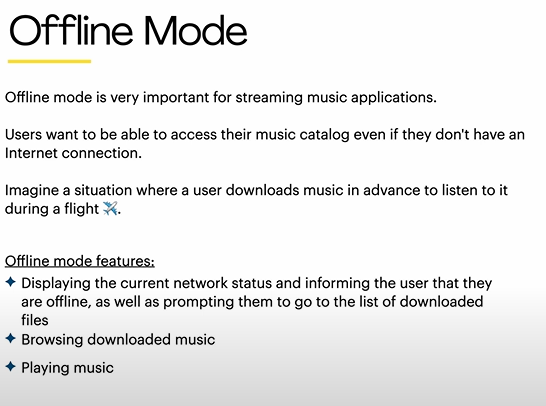 Offline Mode
Offline mode is very important for streaming music applications.
Users want to be able to access their music catalog even if they don't have an
Internet connection.
Imagine a situation where a user downloads music in advance to listen to it
during a flight ✈️.
Offline mode features:
✦ Displaying the current network status and informing the user that they
are offline, as well as prompting them to go to the list of downloaded
files
✦ Browsing downloaded music
✦ Playing music